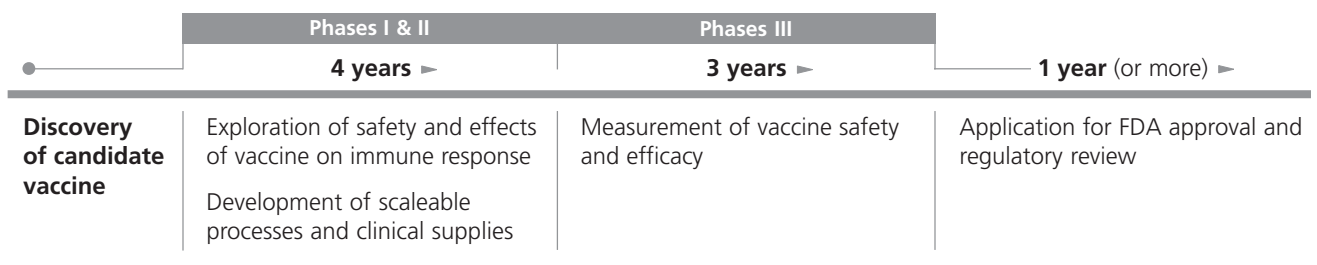 Phases I & II
Phases III
4 years ►
3 years ►
1 year (or more) ►
Discovery
of candidate
vaccine
Exploration of safety and effects
of vaccine on immune response
Development of scaleable
processes and clinical supplies
Measurement of vaccine safety
and efficacy
Application for FDA approval and
regulatory review